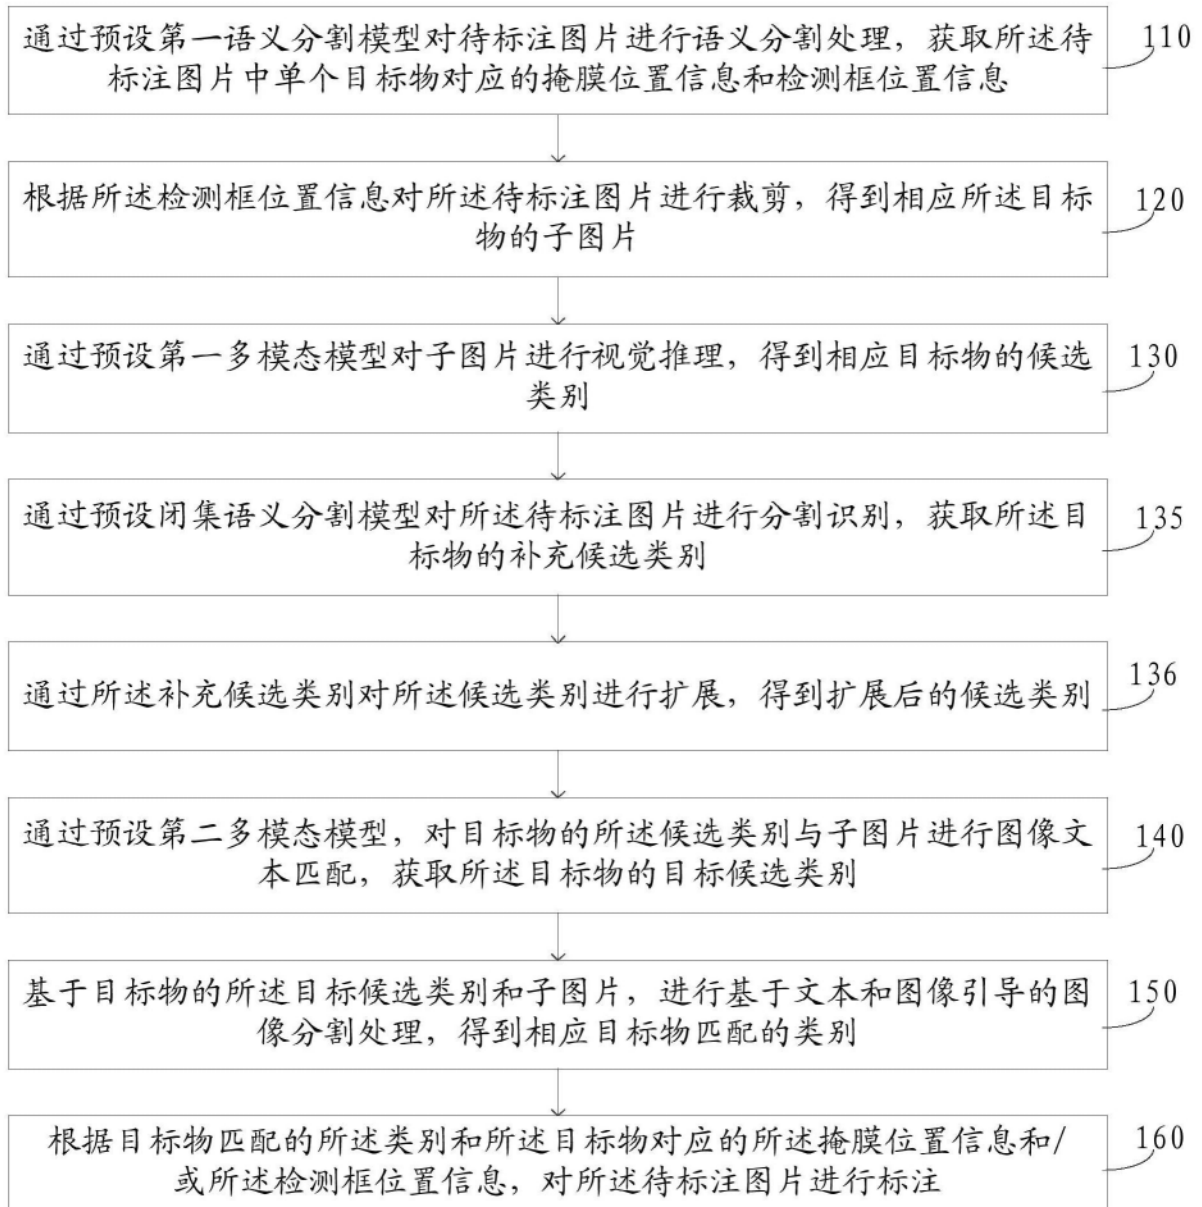 通过预设第一语义分割模型对待标注图片进行语义分割处理，获取所述待
标注图片中单个目标物对应的掩膜位置信息和检测框位置信息
110
根据所述检测框位置信息对所述待标注图片进行裁剪，得到相应所述目标
物的子图片
120
通过预设第一多模态模型对子图片进行视觉推理，得到相应目标物的候选
类别
130
通过预设闭集语义分割模型对所述待标注图片进行分割识别，获取所述目
标物的补充候选类别
135
通过所述补充候选类别对所述候选类别进行扩展，得到扩展后的候选类别
136
通过预设第二多模态模型，对目标物的所述候选类别与子图片进行图像文
本匹配，获取所述目标物的目标候选类别
140
基于目标物的所述目标候选类别和子图片，进行基于文本和图像引导的图
像分割处理，得到相应目标物匹配的类别
150
根据目标物匹配的所述类别和所述目标物对应的所述掩膜位置信息和/
或所述检测框位置信息，对所述待标注图片进行标注
160